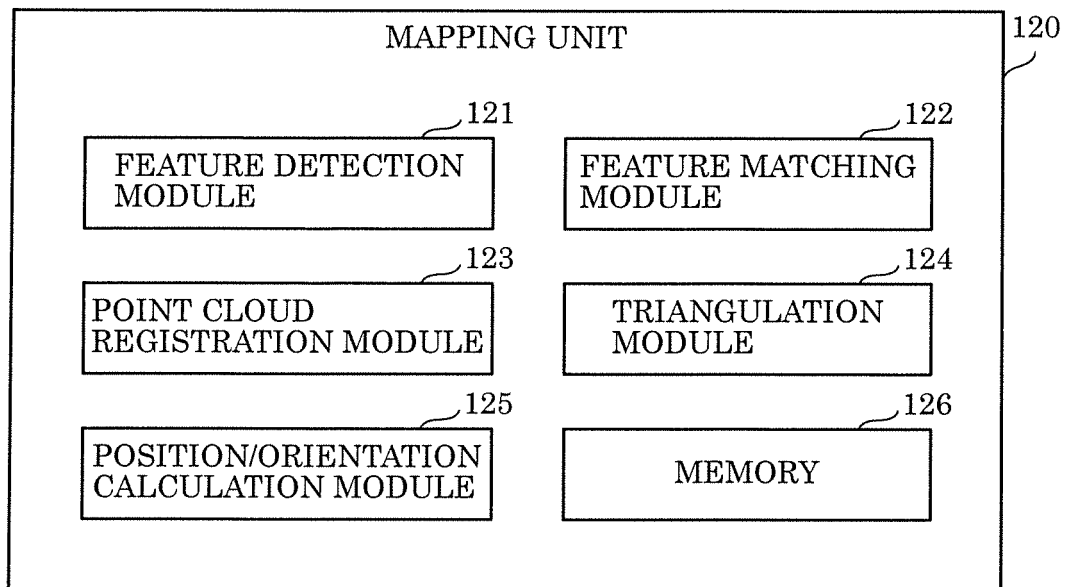 MAPPING UNIT
120
121
122
FEATURE DETECTION
MODULE
FEATURE MATCHING
MODULE
123
124
POINT CLOUD
REGISTRATION MODULE
TRIANGULATION
MODULE
125
126
POSITION/ORIENTATION
CALCULATION MODULE
MEMORY